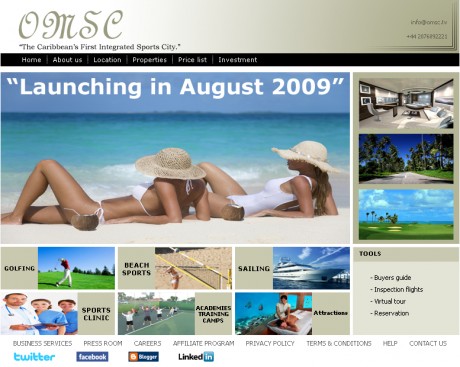 OMSC
"The Caribbean's First Integrated Sports City."
info@omsc.tv
+44 2076892221
Home | About us | Location | Properties | Price list | Investment
"Launching in August 2009"
GOLFING
BEACH
SPORTS
SAILING
SPORTS
CLINIC
ACADEMIES
TRAINING
CAMPS
Attractions
TOOLS
- Buyers guide
- Inspection flights
- Virtual tour
- Reservation
BUSINESS SERVICES PRESS ROOM CAREERS AFFILIATE PROGRAM PRIVACY POLICY TERMS & CONDITIONS HELP CONTACT US
twitter facebook Blogger Linked in